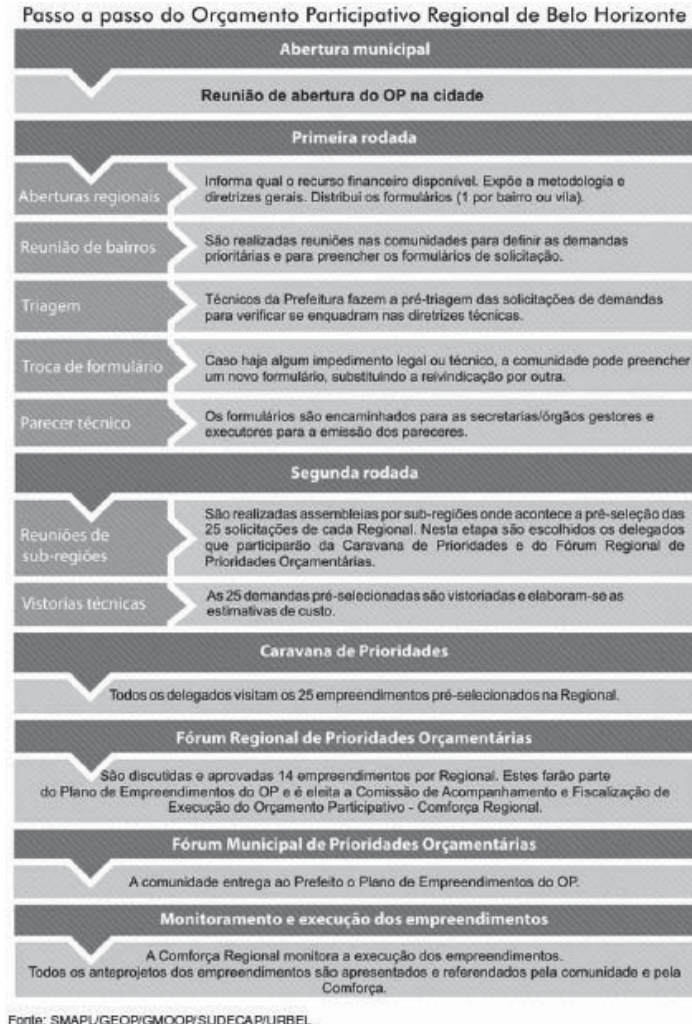 Passo a passo do Orçamento Participativo Regional de Belo Horizonte
Abertura municipal
Reunião de abertura do OP na cidade
Primeira rodada
Aberturas regionais
Informa qual o recurso financeiro disponível. Expõe a metodologia e
diretrizes gerais. Distribui os formulários (1 por bairro ou vila).
Reunião de bairros
São realizadas reuniões nas comunidades para definir as demandas
prioritárias e para preencher os formulários de solicitação.
Triagem
Técnicos da Prefeitura fazem a pré-triagem das solicitações de demandas
para verificar se enquadram nas diretrizes técnicas.
Troca de formulário
Caso haja algum impedimento legal ou técnico, a comunidade pode preencher
um novo formulário, substituindo a reivindicação por outra.
Parecer técnico
Os formulários são encaminhados para as secretarias/órgãos gestores e
executores para a emissão dos pareceres.
Segunda rodada
Reuniões de
sub-regiões
São realizadas assembleias por sub-regiões onde acontece a pré-seleção das
25 solicitações de cada Regional. Nesta etapa são escolhidos os delegados
que participarão da Caravana de Prioridades e do Fórum Regional de
Prioridades Orçamentárias.
Vistorias técnicas
As 25 demandas pré-selecionadas são vistoriadas e elaboram-se as
estimativas de custo.
Caravana de Prioridades
Todos os delegados visitam os 25 empreendimentos pré-selecionados na Regional.
Fórum Regional de Prioridades Orçamentárias
São discutidas e aprovadas 14 empreendimentos por Regional. Estes farão parte
do Plano de Empreendimentos do OP e é eleita a Comissão de Acompanhamento e Fiscalização de
Execução do Orçamento Participativo - Comforça Regional.
Fórum Municipal de Prioridades Orçamentárias
A comunidade entrega ao Prefeito o Plano de Empreendimentos do OP.
Monitoramento e execução dos empreendimentos
A Comforça Regional monitora a execução dos empreendimentos.
Todos os anteprojetos dos empreendimentos são apresentados e referendados pela comunidade e pela
Comforça.
Fonte: SMAPL/GEOP/GMOOP/SUDECAP/URBEL